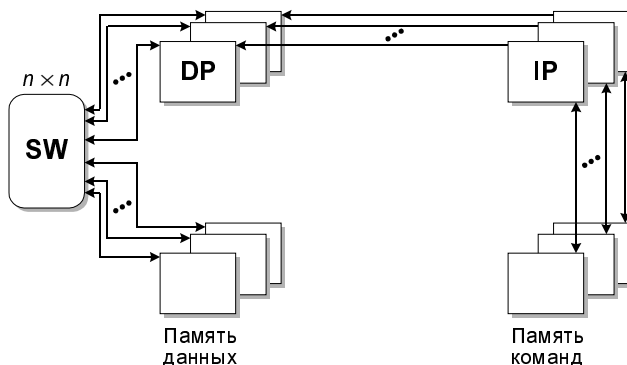 DP
IP
n × n
SW
Память
данных
Память
команд